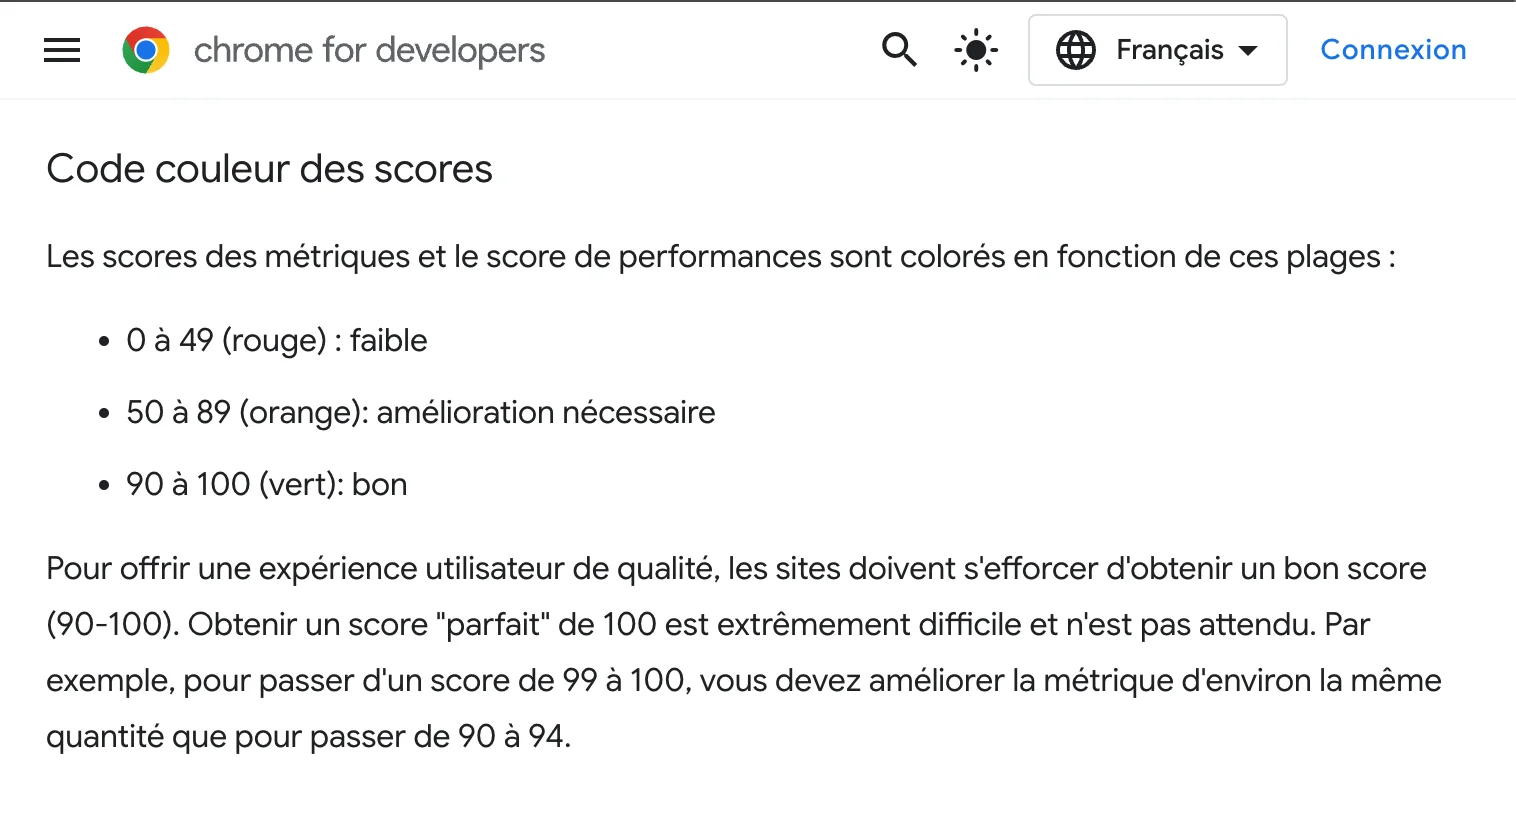 chrome for developers
Français
Connexion
Code couleur des scores
Les scores des métriques et le score de performances sont colorés en fonction de ces plages :
• 0 à 49 (rouge) : faible
• 50 à 89 (orange): amélioration nécessaire
• 90 à 100 (vert): bon
Pour offrir une expérience utilisateur de qualité, les sites doivent s'efforcer d'obtenir un bon score
(90-100). Obtenir un score "parfait" de 100 est extrêmement difficile et n'est pas attendu. Par
exemple, pour passer d'un score de 99 à 100, vous devez améliorer la métrique d'environ la même
quantité que pour passer de 90 à 94.